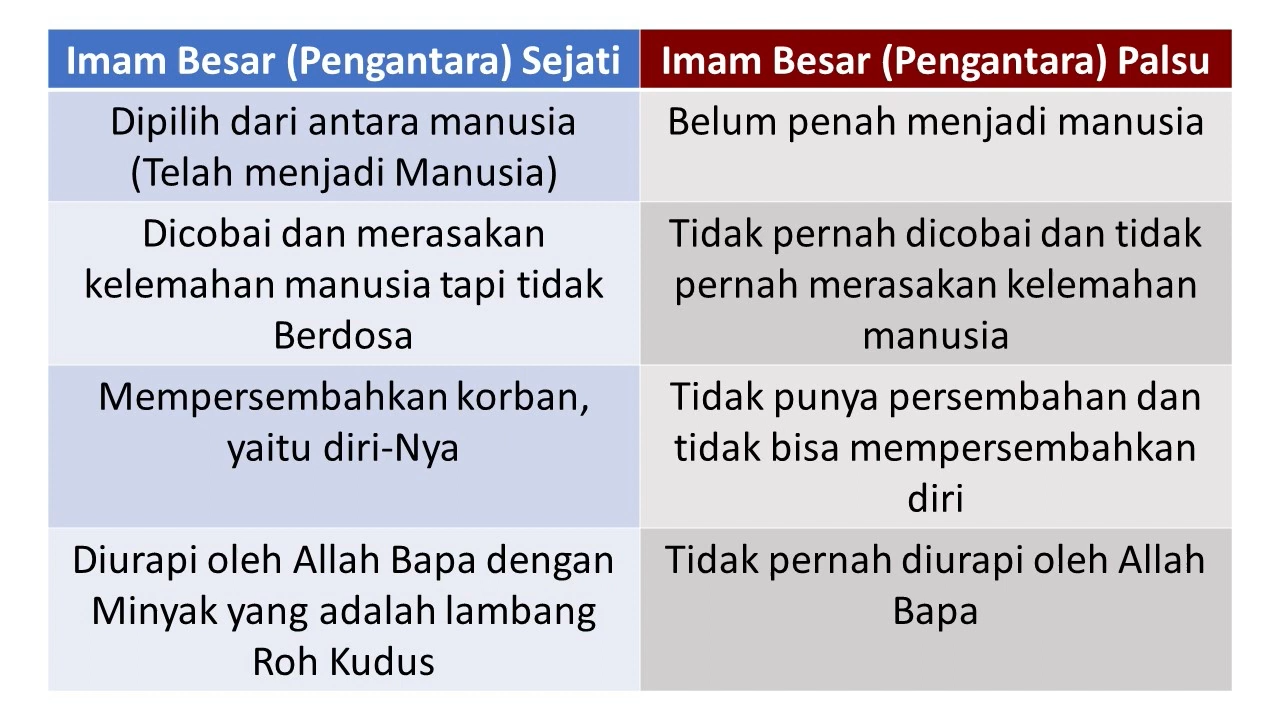 Imam Besar (Pengantara) Sejati
Imam Besar (Pengantara) Palsu
Dipilih dari antara manusia
(Telah menjadi Manusia)
Belum penah menjadi manusia
Dicobai dan merasakan
kelemahan manusia tapi tidak
Berdosa
Tidak pernah dicobai dan tidak
pernah merasakan kelemahan
manusia
Mempersembahkan korban,
yaitu diri-Nya
Tidak punya persembahan dan
tidak bisa mempersembahkan
diri
Diurapi oleh Allah Bapa dengan
Minyak yang adalah lambang
Roh Kudus
Tidak pernah diurapi oleh Allah
Bapa